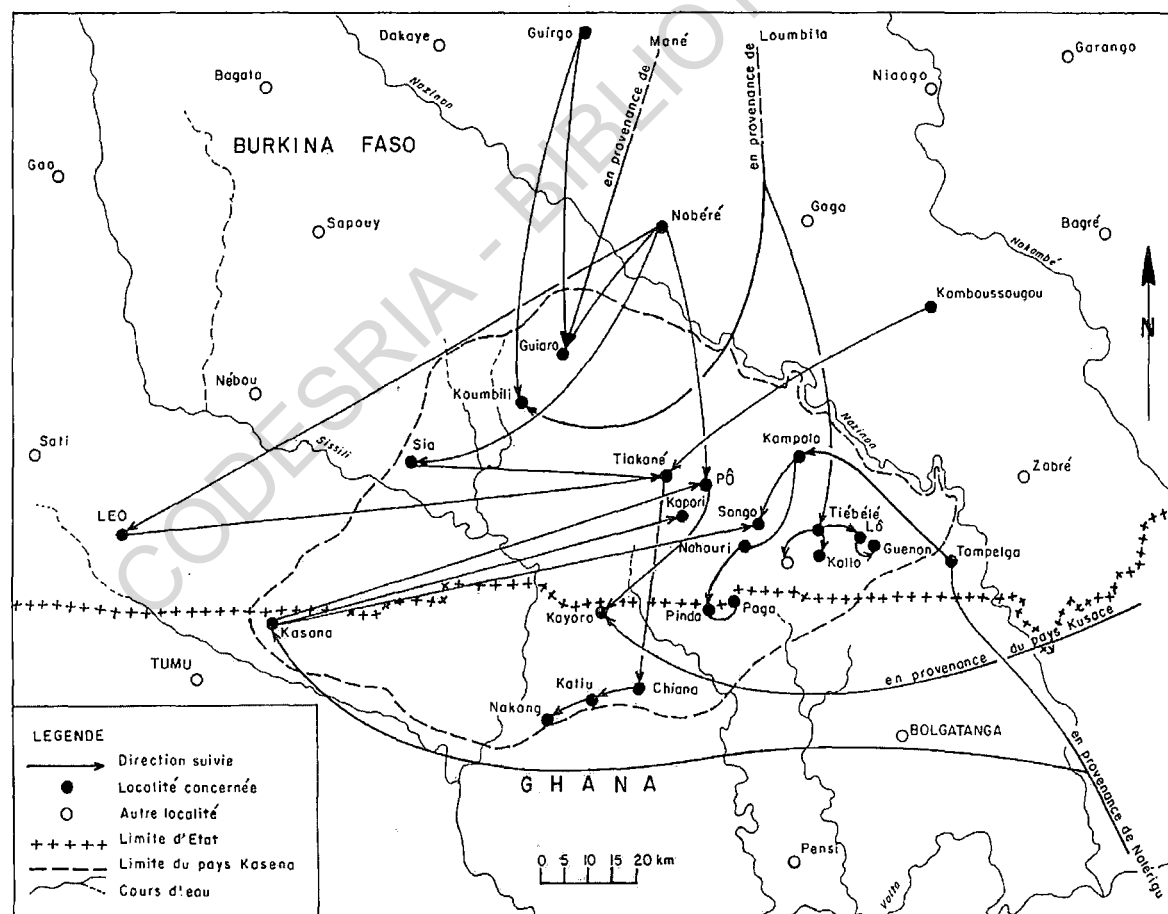 Dakaye
Guirgo
Mané
Loumbila
Garango
Bagata
Nazinon
Niaogo
BURKINA FASO
en provenance de
en provenance de
Gao
Sapouy
Nobéré
Gaga
Bagré
Nakambé
Komboussougou
N
Guiaro
Nébou
Koumbili
Sati
Sissili
Sia
Tiakané
Kampala
Nazinon
Zabré
PÔ
LEO
Kapori
Songo
Tiébélé
Lô
Nahouri
Guenon
Kollo
Tampelga
Kasana
Kayoro
Pinda
Paga
en provenance du pays Kusace
TUMU
Katiu
Chiana
Nakong
BOLGATANGA
en provenance de Nalérigu
GHANA
LEGENDE
Direction suivie
Localité concernée
Autre localité
Limite d'Etat
Limite du pays Kasena
Cours d'eau
0 5 10 15 20 km
Pensi
Volta
CODESRIA - BIBLIO